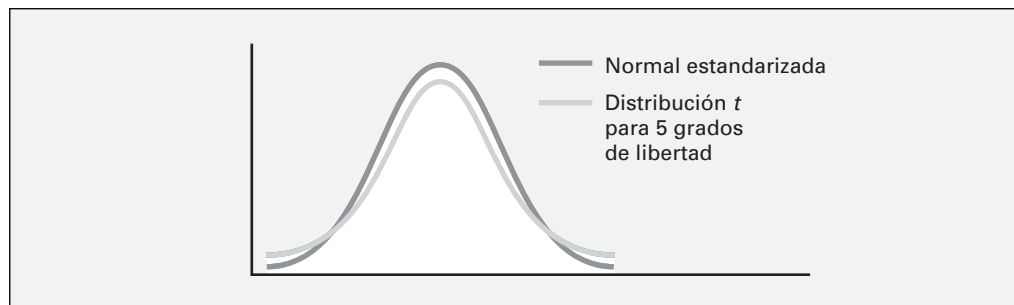 Normal estandarizada
Distribución t
para 5 grados
de libertad